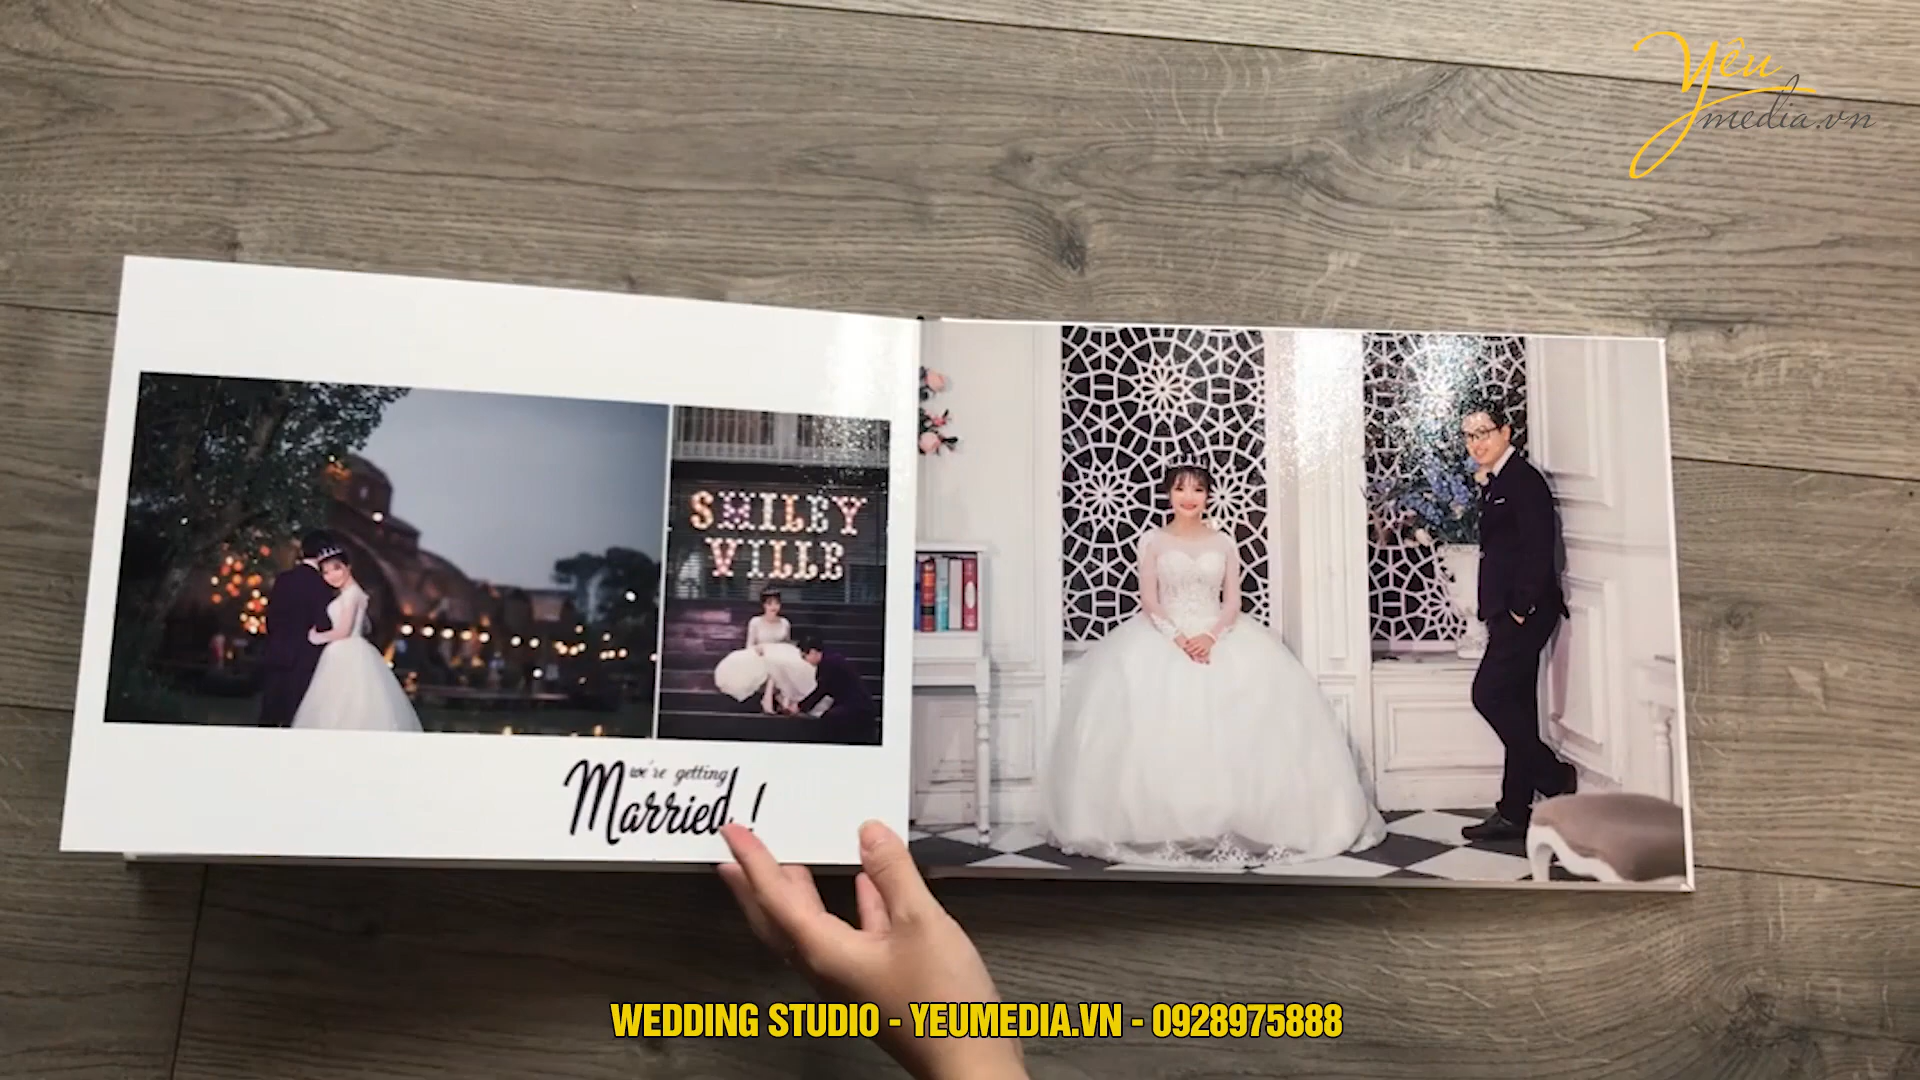 yêu
media.vn
SMILEY
VILLE
we're getting
Married !
WEDDING STUDIO - YEUMEDIA.VN - 0928975888